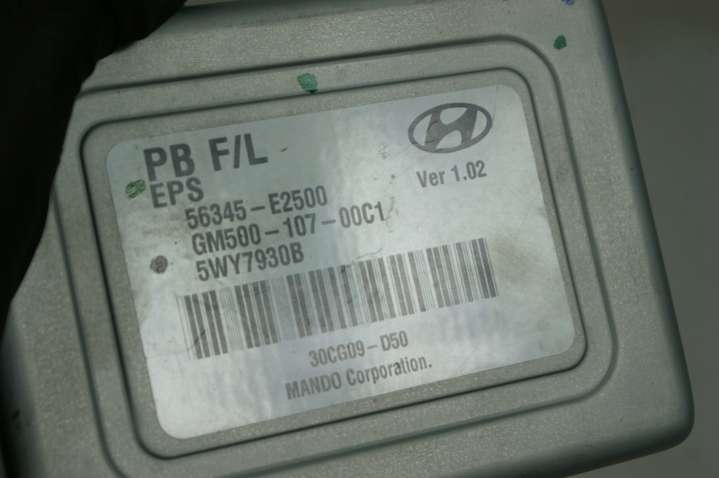 PB F/L
EPS
Ver 1.02
56345-E2500
GM500-107-00C1
5WY7930B
30CG09-D50
MANDO Corporation.